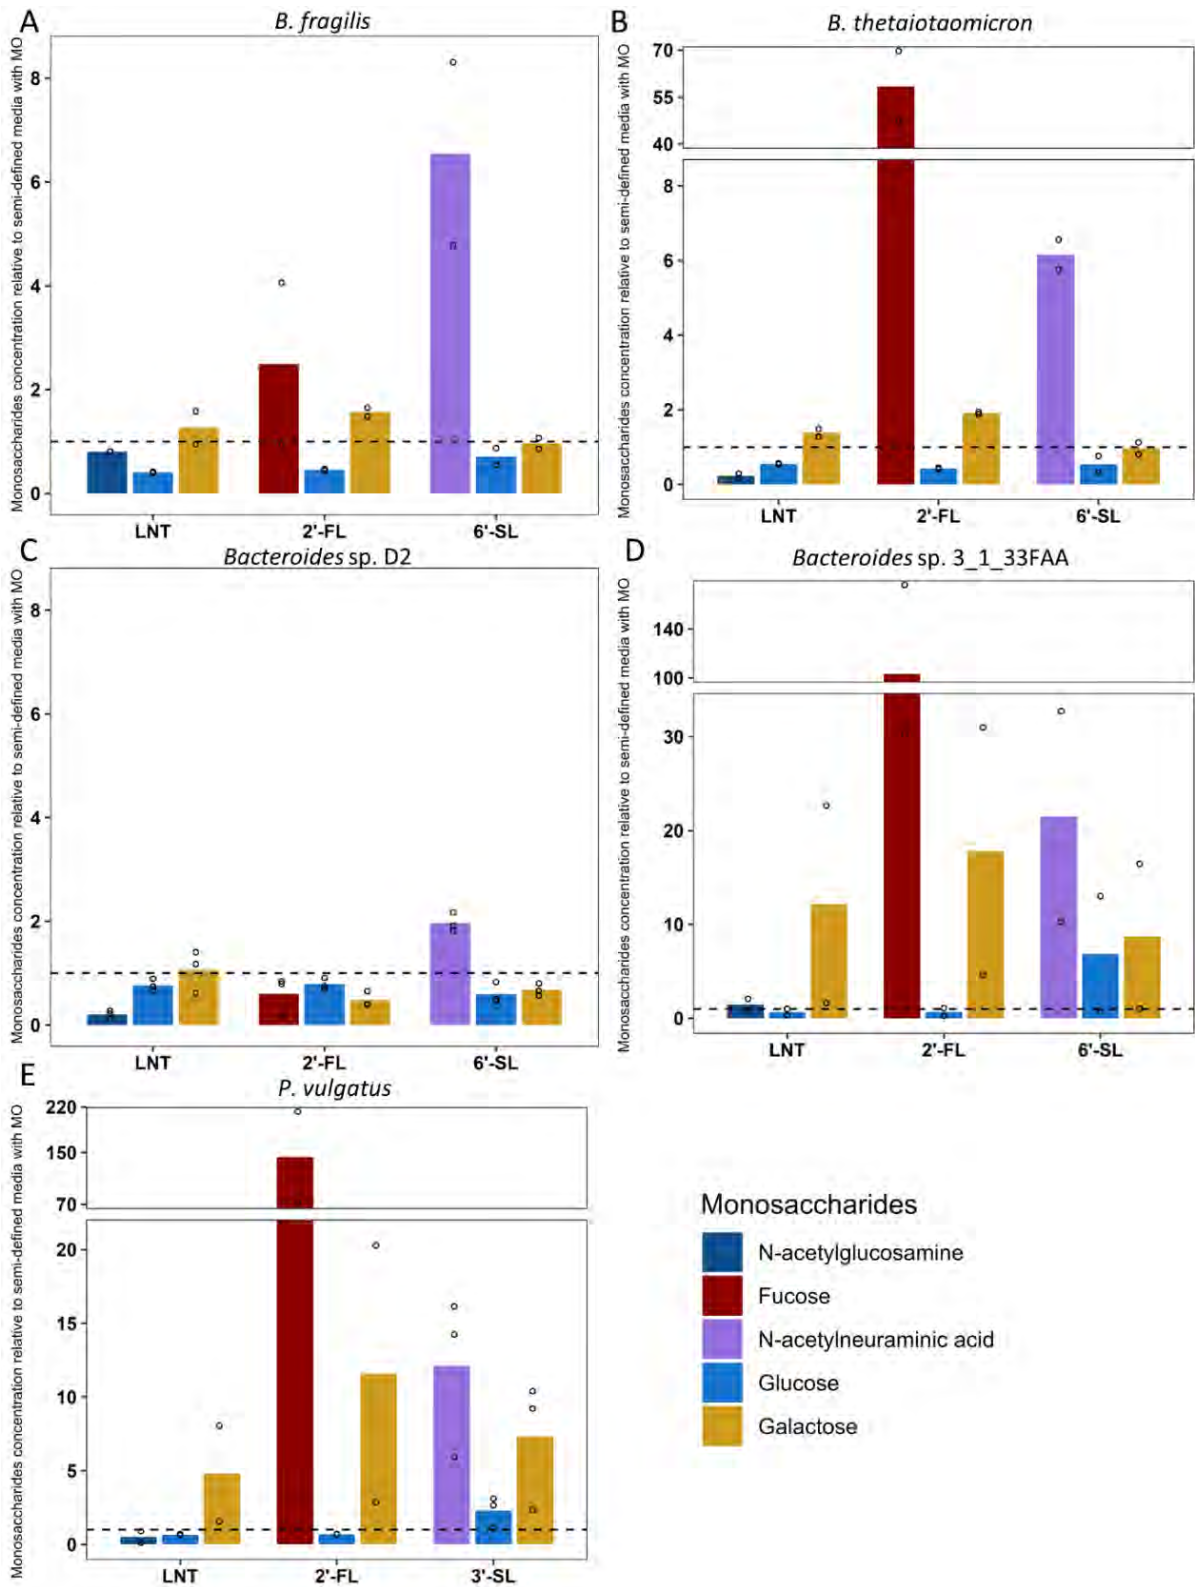 A
B. fragilis
Monosaccharides concentration relative to semi-defined media with MO
8
6
4
2
0
LNT 2'-FL 6'-SL
B
B. thetaiotaomicron
Monosaccharides concentration relative to semi-defined media with MO
70
55
40
8
6
4
2
0
LNT 2'-FL 6'-SL
C
Bacteroides sp. D2
Monosaccharides concentration relative to semi-defined media with MO
8
6
4
2
0
LNT 2'-FL 6'-SL
D
Bacteroides sp. 3_1_33FAA
Monosaccharides concentration relative to semi-defined media with MO
140
100
30
20
10
0
LNT 2'-FL 6'-SL
E
P. vulgatus
Monosaccharides concentration relative to semi-defined media with MO
220
150
70
20
15
10
5
0
LNT 2'-FL 3'-SL
Monosaccharides
N-acetylglucosamine
Fucose
N-acetylneuraminic acid
Glucose
Galactose